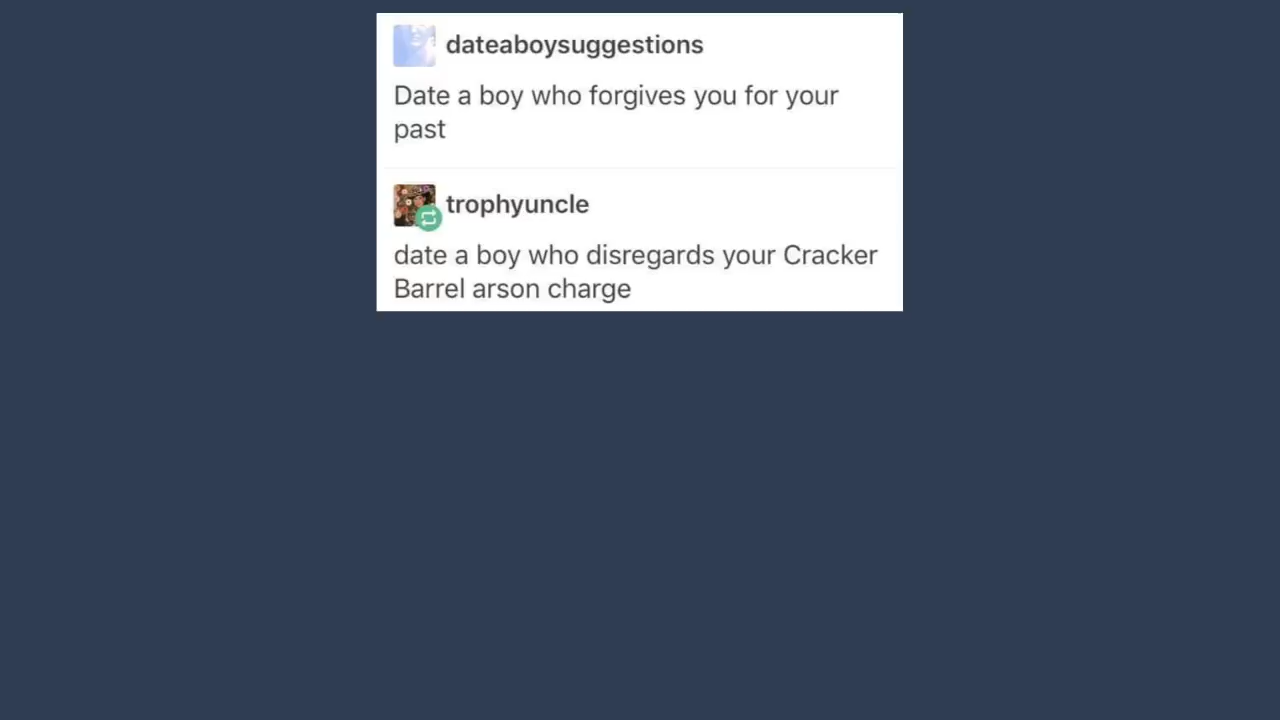 dateaboysuggestions
Date a boy who forgives you for your
past
trophyuncle
date a boy who disregards your Cracker
Barrel arson charge